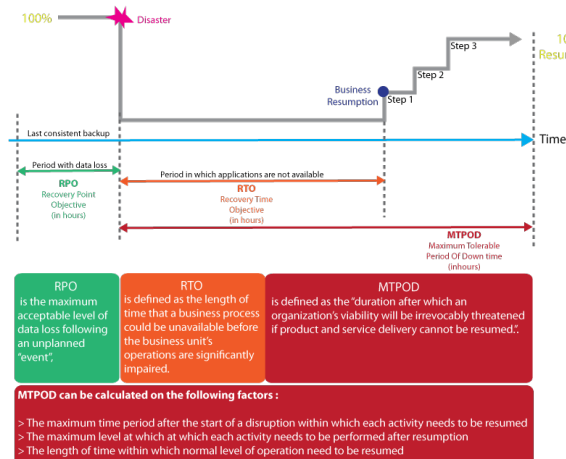 100%
Disaster
Step 3
10
Resu
Step 2
Business
Resumption
Step 1
Last consistent backup
Time
Period with data loss
Period in which applications are not available
RPO
Recovery Point
Objective
(in hours)
RTO
Recovery Time
Objective
(in hours)
MTPOD
Maximum Tolerable
Period Of Down time
(inhours)
RPO
is the maximum
acceptable level of
data loss following
an unplanned
“event”,
RTO
is defined as the length of
time that a business process
could be unavailable before
the business unit’s
operations are significantly
impaired.
MTPOD
is defined as the “duration after which an
organization’s viability will be irrevocably threatened
if product and service delivery cannot be resumed.”.
MTPOD can be calculated on the following factors :
> The maximum time period after the start of a disruption within which each activity needs to be resumed
> The maximum level at which at which each activity needs to be performed after resumption
> The length of time within which normal level of operation need to be resumed